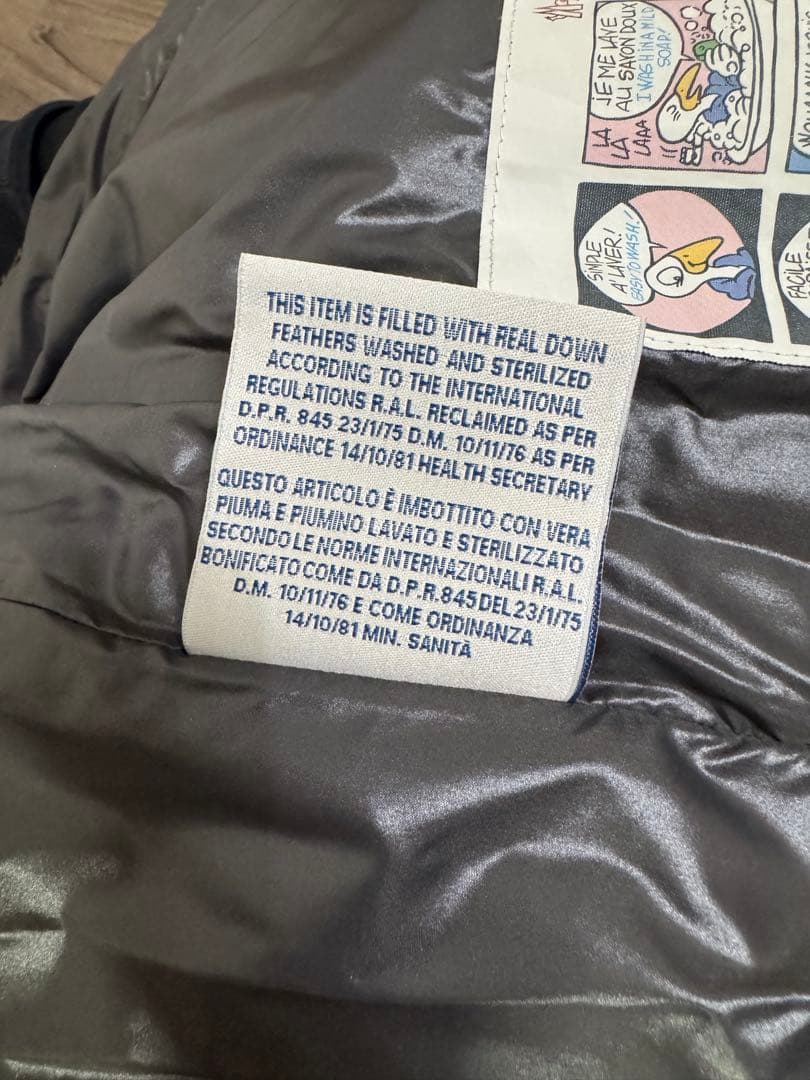 JE ME LAVE
AU SAVON DOUX
I WASH IN A MILD
SOAP!
LA
LA
LAAA
!!
SIMPLE
A LAVER!
EASY TO WASH!
FACILE
THIS ITEM IS FILLED WITH REAL DOWN
FEATHERS WASHED AND STERILIZED
ACCORDING TO THE INTERNATIONAL
REGULATIONS R.A.L. RECLAIMED AS PER
D.P.R. 845 23/1/75 D.M. 10/11/76 AS PER
ORDINANCE 14/10/81 HEALTH SECRETARY
QUESTO ARTICOLO È IMBOTTITO CON VERA
PIUMA E PIUMINO LAVATO E STERILIZZATO
SECONDO LE NORME INTERNAZIONALI R.A.L.
BONIFICATO COME DA D.P.R. 845 DEL 23/1/75
D.M. 10/11/76 E COME ORDINANZA
14/10/81 MIN. SANITÀ